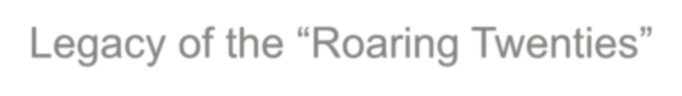 Legacy of the “Roaring Twenties”